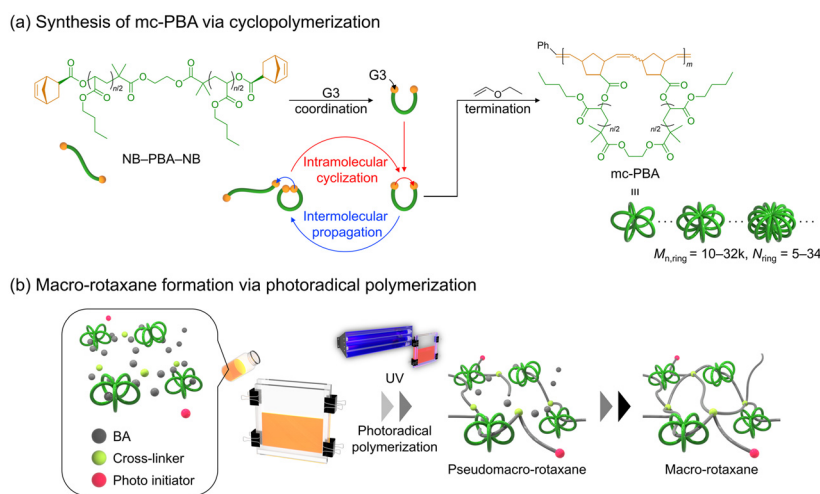 (a) Synthesis of mc-PBA via cyclopolymerization
O
O
n/2
O
O
O
O
O
O
n/2
O
O
O
O
NB–PBA–NB
G3
coordination
G3
Intramolecular
cyclization
Intermolecular
propagation
O
termination
Ph
m
O
O
O
O
O
O
O
O
n/2
n/2
O
O
O
O
mc-PBA
≡
Mn,ring = 10–32k, Nring = 5–34
(b) Macro-rotaxane formation via photoradical polymerization
BA
Cross-linker
Photo initiator
UV
Photoradical
polymerization
Pseudomacro-rotaxane
Macro-rotaxane